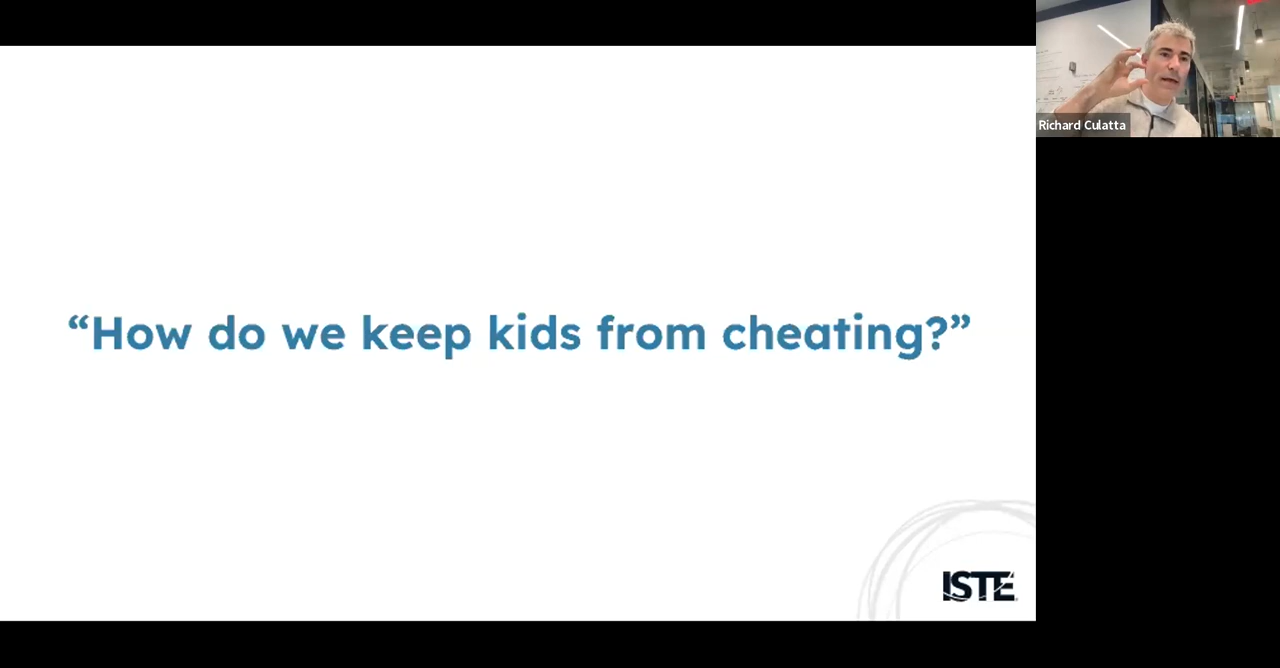 “How do we keep kids from cheating?”
Richard Culatta
ISTE